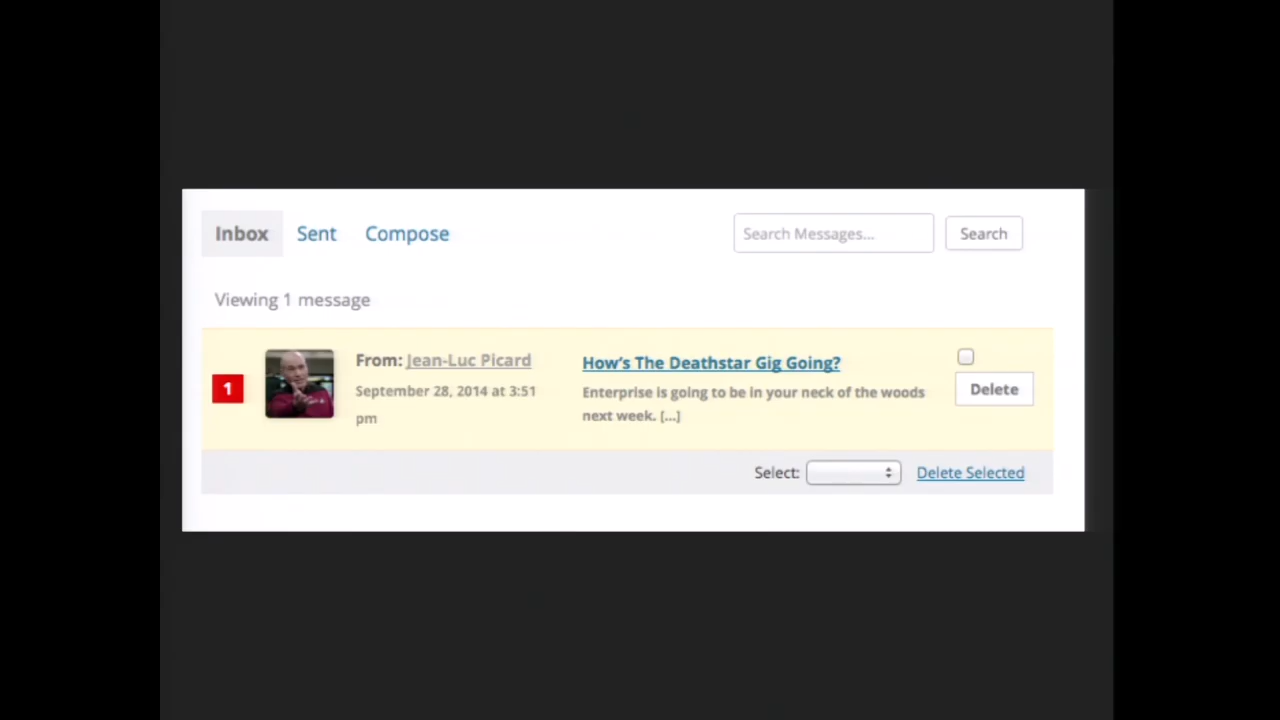 Inbox Sent Compose Search Messages... Search
Viewing 1 message
1
From: Jean-Luc Picard
September 28, 2014 at 3:51
pm
How's The Deathstar Gig Going?
Enterprise is going to be in your neck of the woods
next week. [...]
Delete
Select: Delete Selected